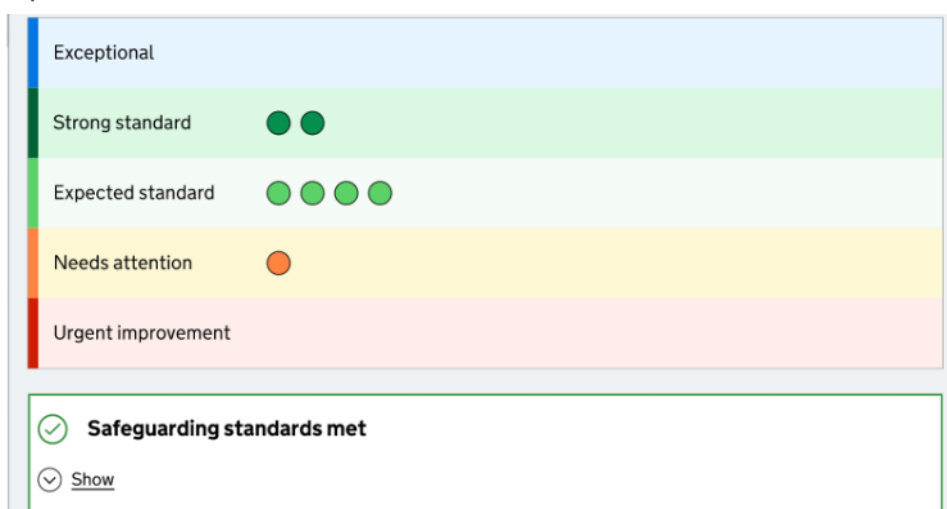 Exceptional
Strong standard
Expected standard
Needs attention
Urgent improvement
Safeguarding standards met
Show